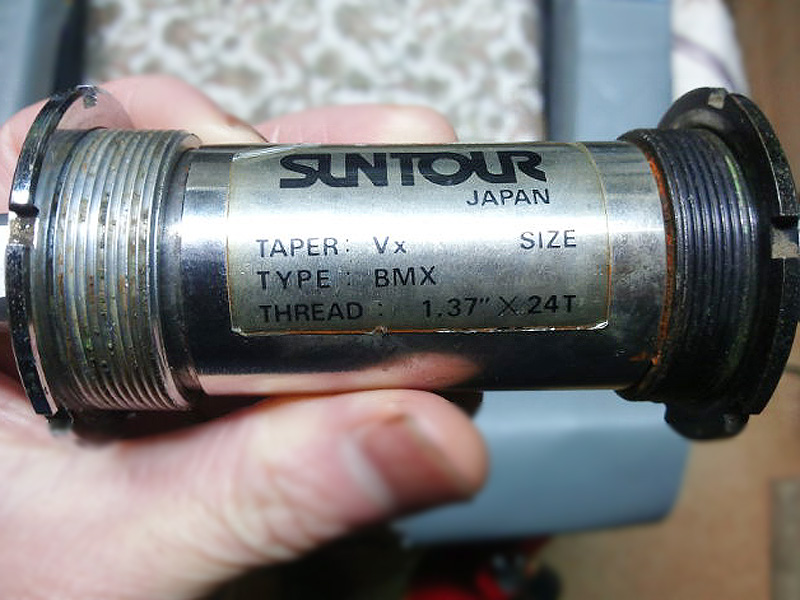 SUNTOUR
JAPAN
TAPER: Vx SIZE
TYPE : BMX
THREAD : 1.37" X 24T